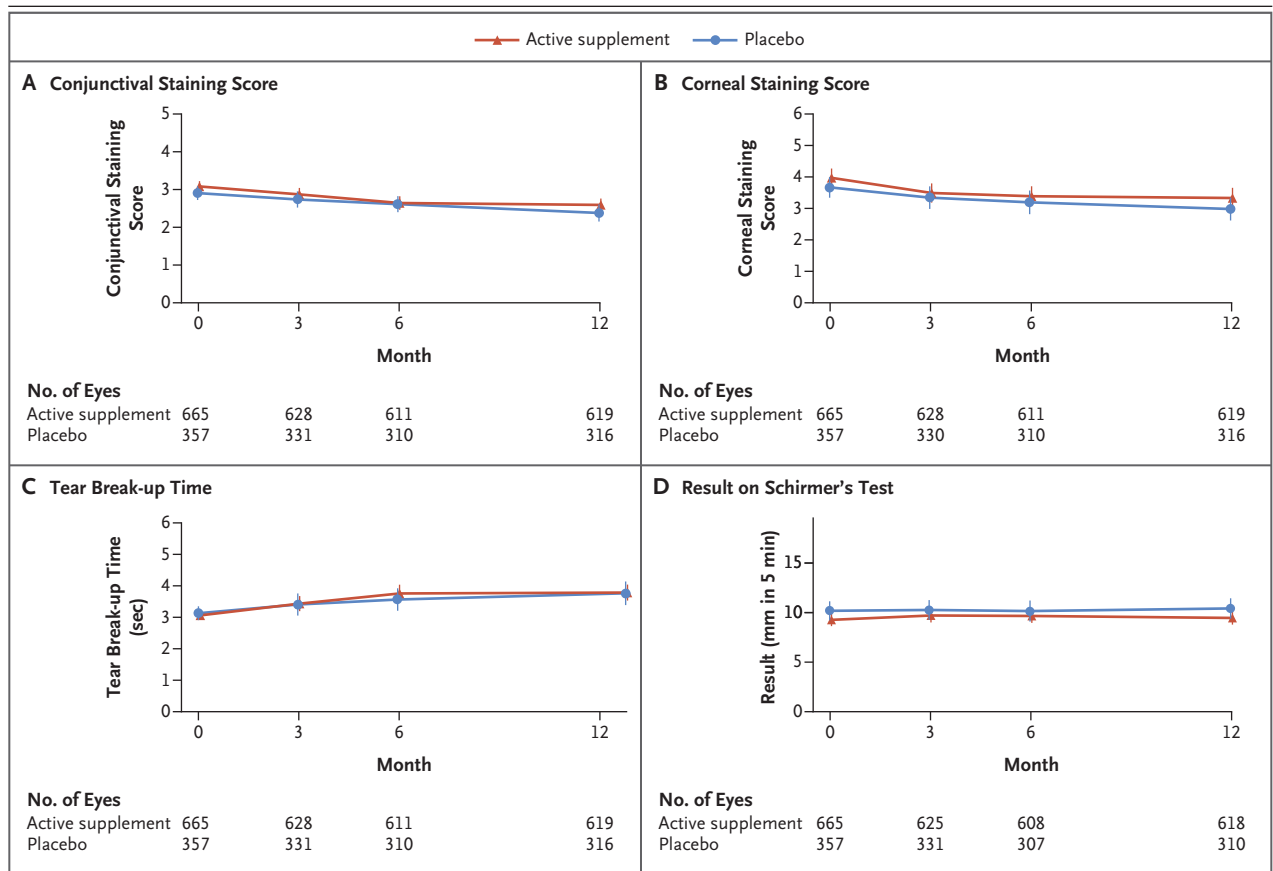 Active supplement Placebo
A Conjunctival Staining Score
Conjunctival Staining
Score
5
4
3
2
1
0
0 3 6 12
Month
No. of Eyes
Active supplement 665 628 611 619
Placebo 357 331 310 316
B Corneal Staining Score
Corneal Staining
Score
6
5
4
3
2
1
0
0 3 6 12
Month
No. of Eyes
Active supplement 665 628 611 619
Placebo 357 330 310 316
C Tear Break-up Time
Tear Break-up Time
(sec)
6
5
4
3
2
1
0
0 3 6 12
Month
No. of Eyes
Active supplement 665 628 611 619
Placebo 357 331 310 316
D Result on Schirmer's Test
Result (mm in 5 min)
15
10
5
0
0 3 6 12
Month
No. of Eyes
Active supplement 665 625 608 618
Placebo 357 331 307 310